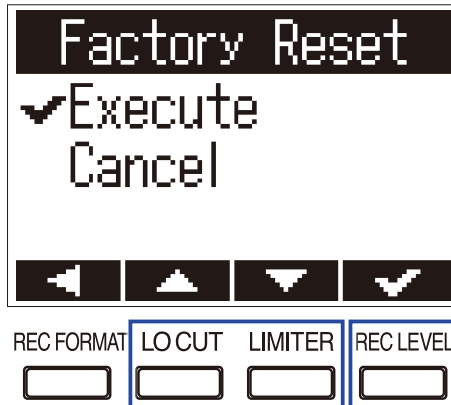 Factory Reset
Execute
Cancel
REC FORMAT LO CUT LIMITER REC LEVEL